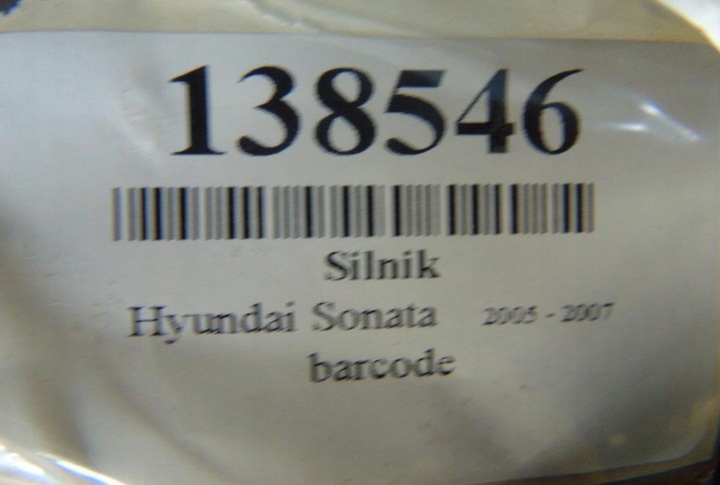 138546
Silnik
Hyundai Sonata 2005 - 2007
barcode